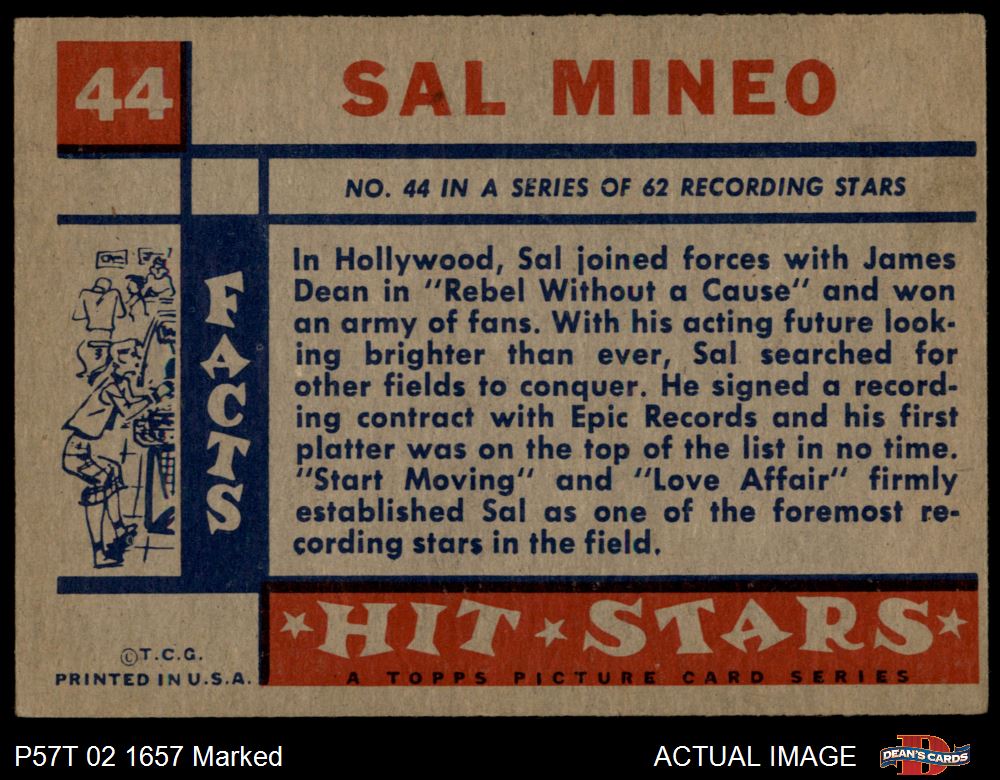 44
SAL MINEO
NO. 44 IN A SERIES OF 62 RECORDING STARS
FACTS
In Hollywood, Sal joined forces with James
Dean in "Rebel Without a Cause" and won
an army of fans. With his acting future look-
ing brighter than ever, Sal searched for
other fields to conquer. He signed a record-
ing contract with Epic Records and his first
platter was on the top of the list in no time.
"Start Moving" and "Love Affair" firmly
established Sal as one of the foremost re-
cording stars in the field.
HIT STARS
A TOPPS PICTURE CARD SERIES
©T.C.G.
PRINTED IN U.S.A.
P57T 02 1657 Marked
ACTUAL IMAGE
D
DEAN'S CARDS